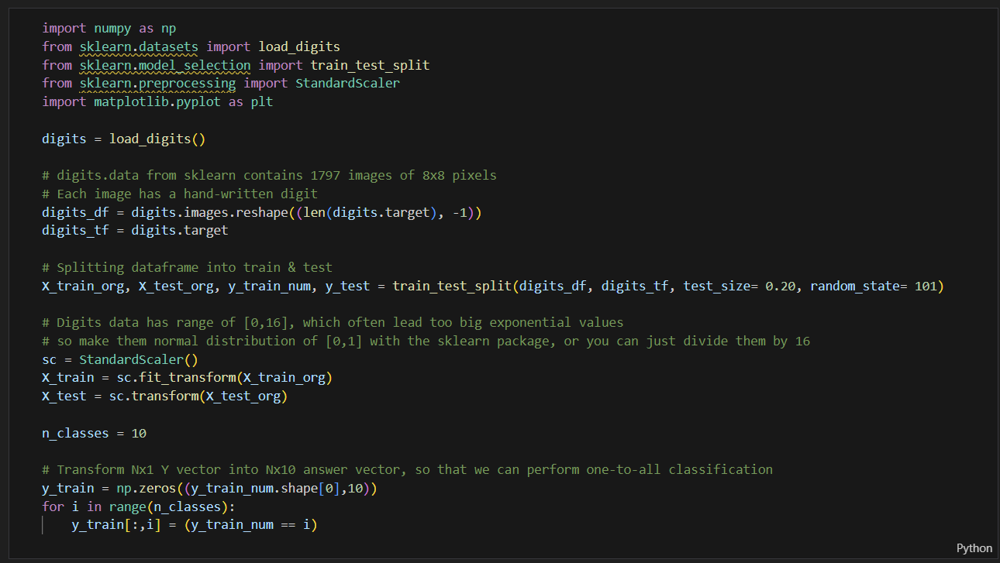 import numpy as np
from sklearn.datasets import load_digits
from sklearn.model_selection import train_test_split
from sklearn.preprocessing import StandardScaler
import matplotlib.pyplot as plt
digits = load_digits()
# digits.data from sklearn contains 1797 images of 8x8 pixels
# Each image has a hand-written digit
digits_df = digits.images.reshape((len(digits.target), -1))
digits_tf = digits.target
# Splitting dataframe into train & test
X_train_org, X_test_org, y_train_num, y_test = train_test_split(digits_df, digits_tf, test_size= 0.20, random_state= 101)
# Digits data has range of [0,16], which often lead too big exponential values
# so make them normal distribution of [0,1] with the sklearn package, or you can just divide them by 16
sc = StandardScaler()
X_train = sc.fit_transform(X_train_org)
X_test = sc.transform(X_test_org)
n_classes = 10
# Transform Nx1 Y vector into Nx10 answer vector, so that we can perform one-to-all classification
y_train = np.zeros((y_train_num.shape[0],10))
for i in range(n_classes):
    y_train[:,i] = (y_train_num == i)
Python